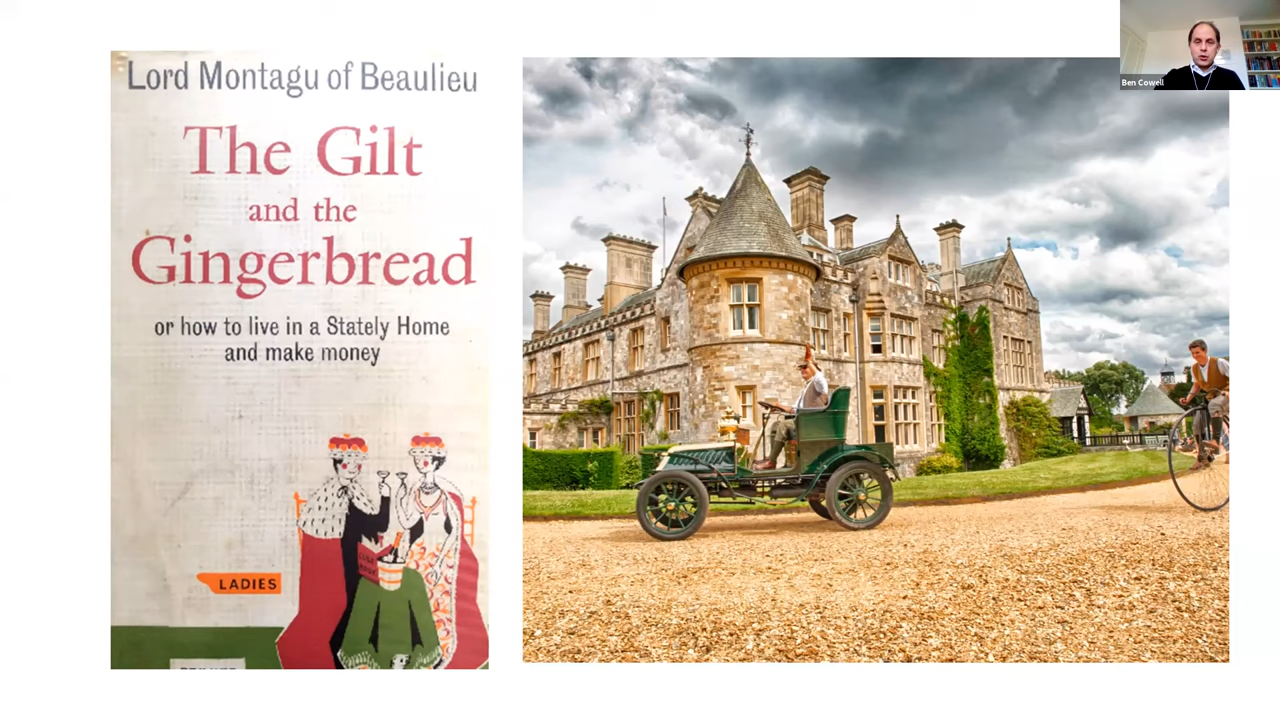 Lord Montagu of Beaulieu
The Gilt
and the
Gingerbread
or how to live in a Stately Home
and make money
LADIES
Ben Cowell